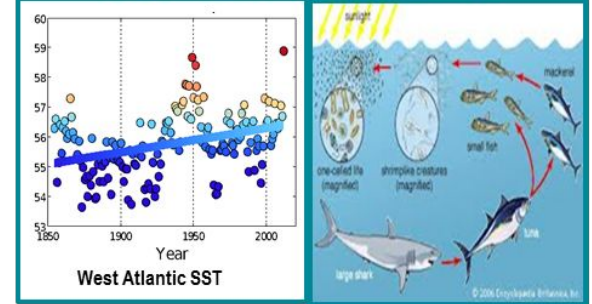 60
59
58
57
56
55
54
53
1850
1900
1950
2000
Year
West Atlantic SST
sunlight
mackerel
one-celled life
(magnified)
shrimplike creatures
(magnified)
small fish
tuna
large shark
© 2006 Encyclopædia Britannica, Inc.